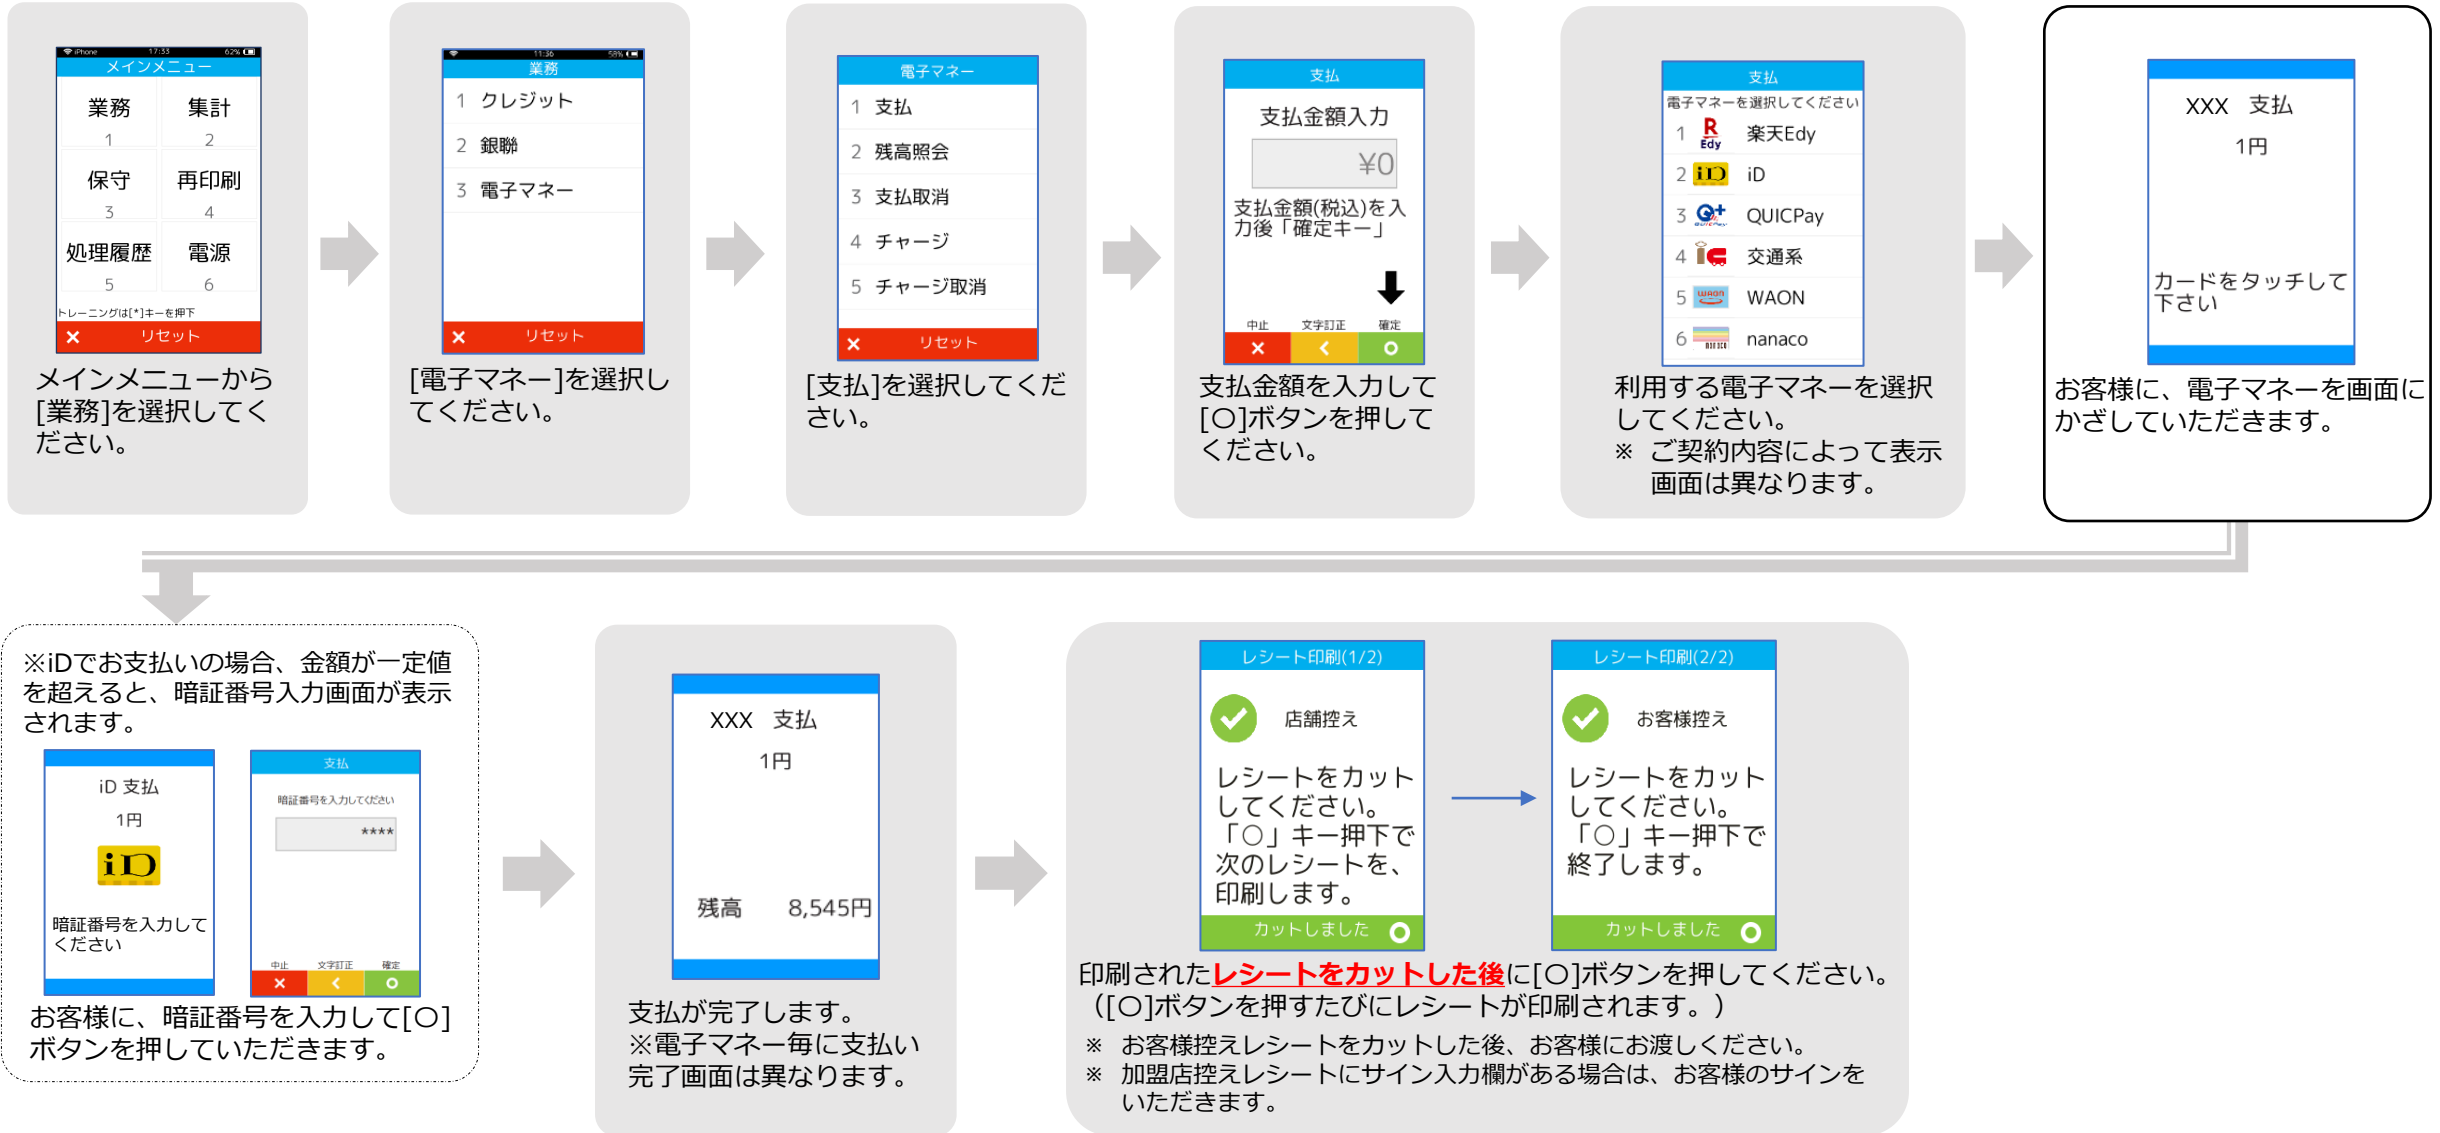 iPhone 17:33 62%
メインメニュー
業務 集計
1 2
保守 再印刷
3 4
処理履歴 電源
5 6
トレーニングは[*]キーを押下
× リセット
メインメニューから
[業務]を選択してく
ださい。
11:36 58%
業務
1 クレジット
2 銀聯
3 電子マネー
× リセット
[電子マネー]を選択し
てください。
電子マネー
1 支払
2 残高照会
3 支払取消
4 チャージ
5 チャージ取消
× リセット
[支払]を選択してくだ
さい。
支払
支払金額入力
¥0
支払金額(税込)を入
力後「確定キー」
中止 文字訂正 確定
支払金額を入力して
[〇]ボタンを押して
ください。
支払
電子マネーを選択してください
1 R Edy 楽天Edy
2 iD iD
3 QUICPay QUICPay
4 交通系
5 WAON WAON
6 nanaco nanaco
利用する電子マネーを選択
してください。
※ ご契約内容によって表示
画面は異なります。
XXX 支払
1円
カードをタッチして
下さい
お客様に、電子マネーを画面に
かざしていただきます。
※iDでお支払いの場合、金額が一定値
を超えると、暗証番号入力画面が表示
されます。
iD 支払
1円
iD
暗証番号を入力して
ください
支払
暗証番号を入力してください
****
中止 文字訂正 確定
お客様に、暗証番号を入力して[〇]
ボタンを押していただきます。
XXX 支払
1円
残高 8,545円
支払が完了します。
※電子マネー毎に支払い
完了画面は異なります。
レシート印刷(1/2)
店舗控え
レシートをカット
してください。
「〇」キー押下で
次のレシートを、
印刷します。
カットしました
レシート印刷(2/2)
お客様控え
レシートをカット
してください。
「〇」キー押下で
終了します。
カットしました
印刷されたレシートをカットした後に[〇]ボタンを押してください。
([〇]ボタンを押すたびにレシートが印刷されます。)
※ お客様控えレシートをカットした後、お客様にお渡しください。
※ 加盟店控えレシートにサイン入力欄がある場合は、お客様のサインを
いただきます。